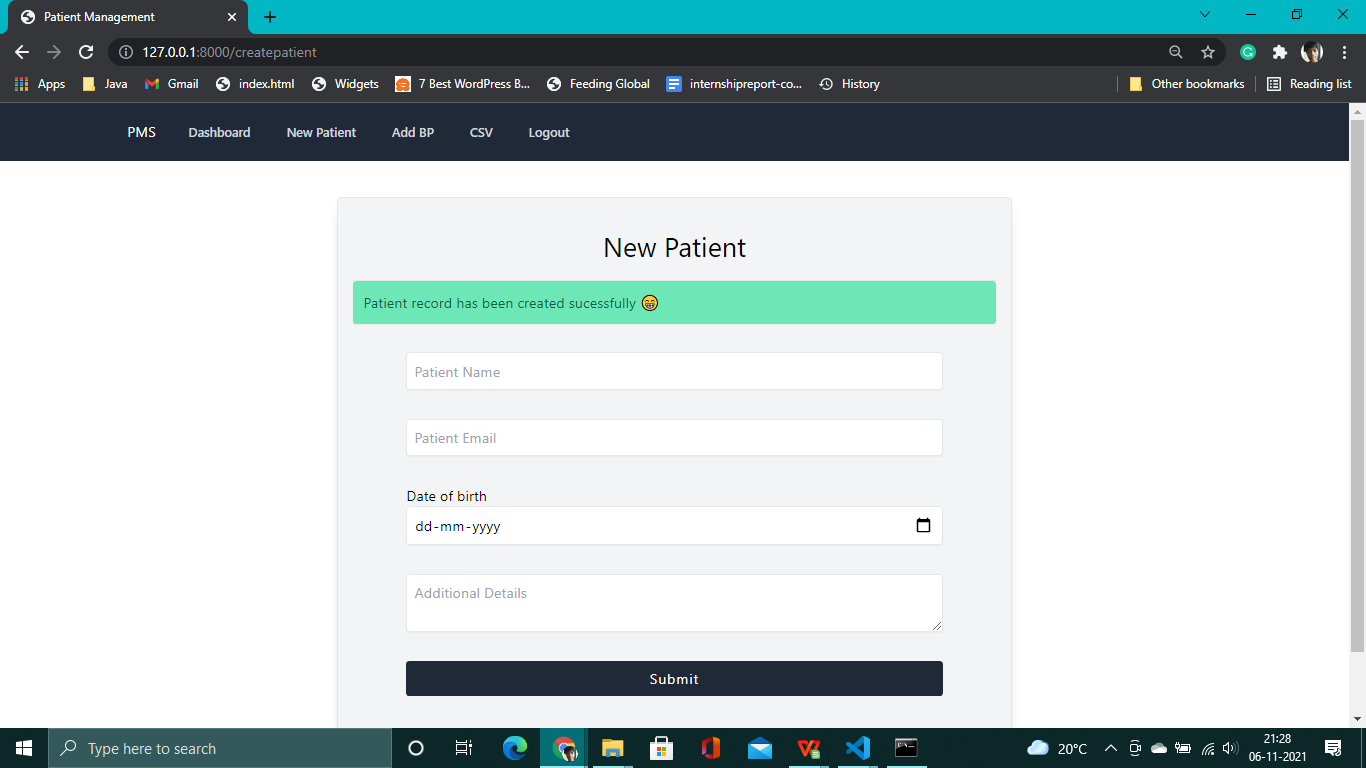 Patient Management
127.0.0.1:8000/createpatient
Apps Java Gmail index.html Widgets 7 Best WordPress B... Feeding Global internshipreport-co... History Other bookmarks Reading list
PMS Dashboard New Patient Add BP CSV Logout
New Patient
Patient record has been created sucessfully 😁
Patient Name
Patient Email
Date of birth
dd-mm-yyyy
Additional Details
Submit
Type here to search
20°C
21:28
06-11-2021